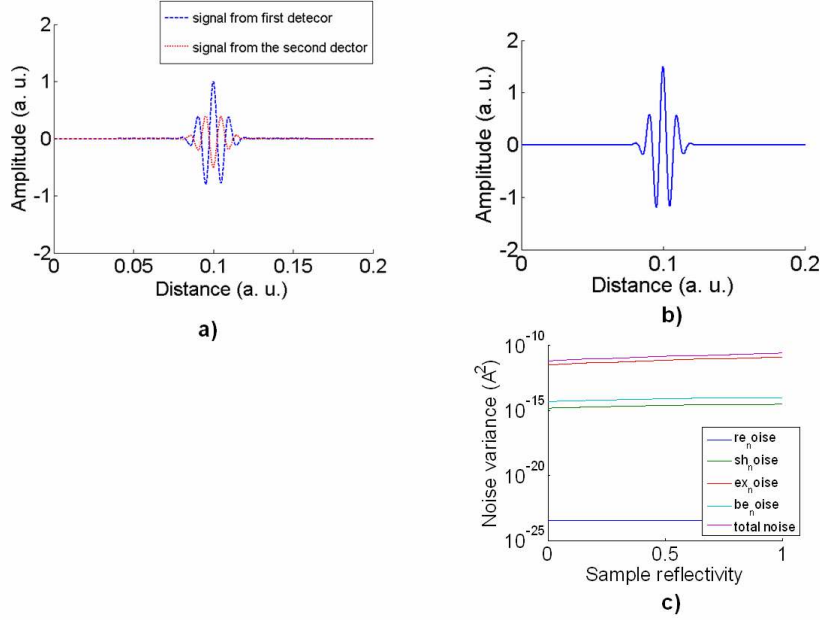 signal from first detecor
signal from the second dector
Amplitude (a. u.)
2
1
0
-1
-2
0
0.05
0.1
0.15
0.2
Distance (a. u.)
a)
Amplitude (a. u.)
2
1
0
-1
-2
0
0.1
0.2
Distance (a. u.)
b)
Noise variance (A^2)
10^-10
10^-15
10^-20
10^-25
re_noise
sh_noise
ex_noise
be_noise
total noise
0
0.5
1
Sample reflectivity
c)